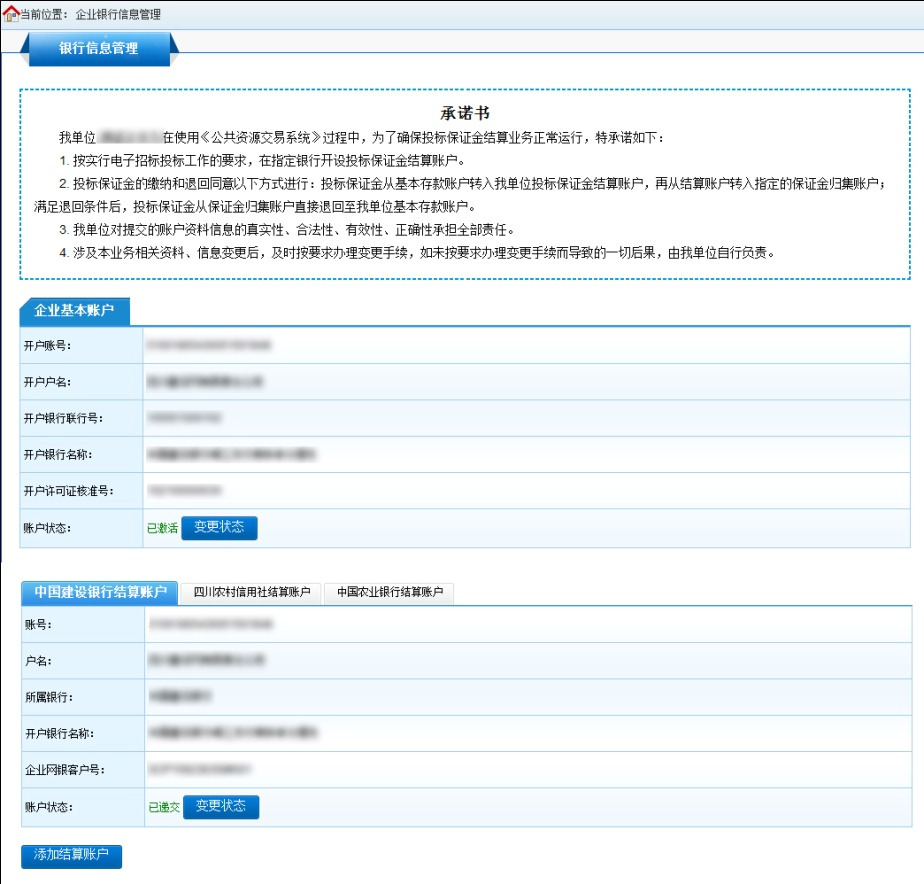 当前位置： 企业银行信息管理
银行信息管理
承诺书
我单位 在使用《公共资源交易系统》过程中，为了确保投标保证金结算业务正常运行，特承诺如下：
1. 按实行电子招标投标工作的要求，在指定银行开设投标保证金结算账户。
2. 投标保证金的缴纳和退回同意以下方式进行：投标保证金从基本存款账户转入我单位投标保证金结算账户，再从结算账户转入指定的保证金归集账户；
满足退回条件后，投标保证金从保证金归集账户直接退回至我单位基本存款账户。
3. 我单位对提交的账户资料信息的真实性、合法性、有效性、正确性承担全部责任。
4. 涉及本业务相关资料、信息变更后，及时按要求办理变更手续，如未按要求办理变更手续而导致的一切后果，由我单位自行负责。
企业基本账户
开户账号：
开户户名：
开户银行联行号：
开户银行名称：
开户许可证核准号：
账户状态： 已激活 变更状态
中国建设银行结算账户 四川农村信用社结算账户 中国农业银行结算账户
账号：
户名：
所属银行：
开户银行名称：
企业网银客户号：
账户状态： 已递交 变更状态
添加结算账户